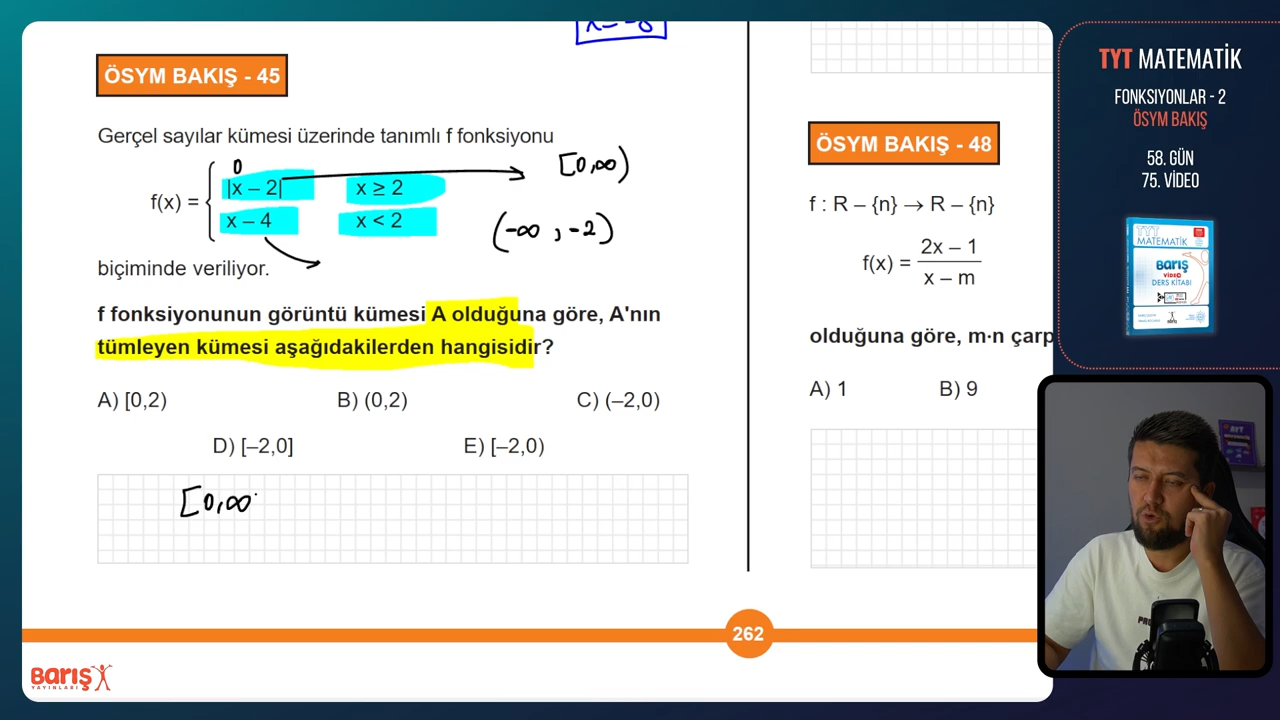 x = -8
ÖSYM BAKIŞ - 45
Gerçel sayılar kümesi üzerinde tanımlı f fonksiyonu
0
f(x) = { |x – 2| x ≥ 2 [0,∞)
x – 4 x < 2 (-∞, -2)
biçiminde veriliyor.
f fonksiyonunun görüntü kümesi A olduğuna göre, A'nın
tümleyen kümesi aşağıdakilerden hangisidir?
A) [0,2) B) (0,2) C) (–2,0)
D) [–2,0] E) [–2,0)
[0,∞
ÖSYM BAKIŞ - 48
f : R – {n} → R – {n}
f(x) = 2x – 1
x – m
olduğuna göre, m·n çarp
A) 1 B) 9
262
BARIŞ
YAYINLARI
TYT MATEMATİK
FONKSIYONLAR - 2
ÖSYM BAKIŞ
58. GÜN
75. VİDEO
TYT
MATEMATİK
BARIŞ
VİDEO
DERS KİTABI